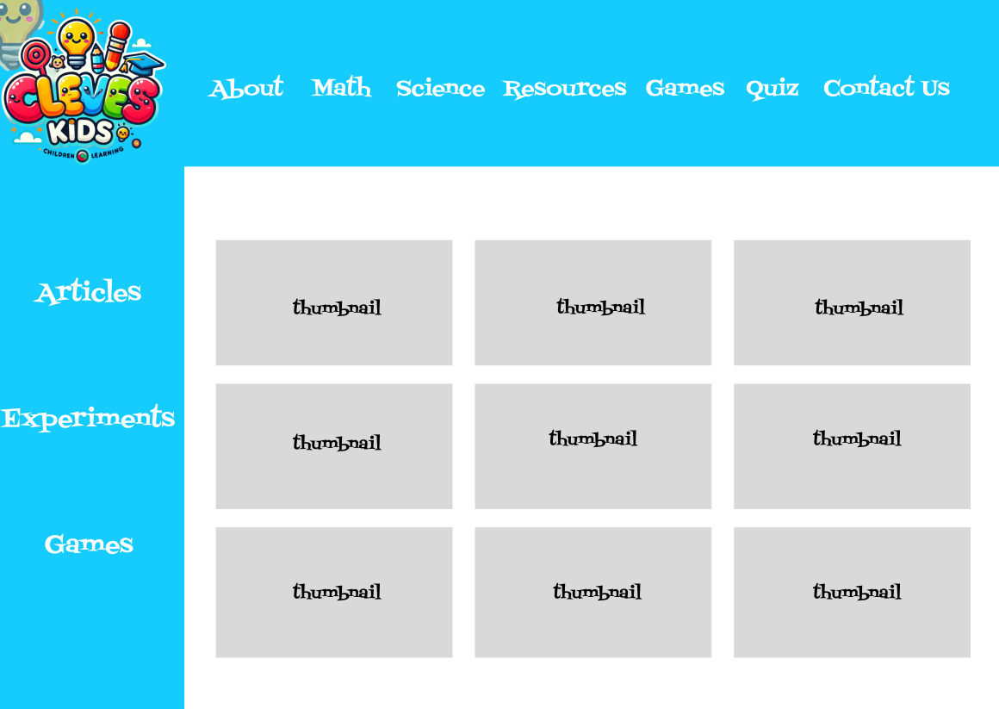 CLEVES
KIDS
CHILDREN LEARNING
About Math Science Resources Games Quiz Contact Us
Articles
Experiments
Games
thumbnail thumbnail thumbnail
thumbnail thumbnail thumbnail
thumbnail thumbnail thumbnail